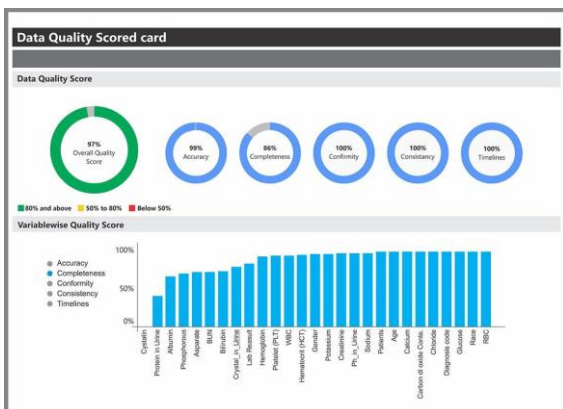 Data Quality Scored card
Data Quality Score
97%
Overall Quality
Score
99%
Accuracy
86%
Completeness
100%
Confirmity
100%
Consistancy
100%
Timelines
80% and above 50% to 80% Below 50%
Variablewise Quality Score
Accuracy
Completeness
Conformity
Consistency
Timelines
100%
50%
0%
Cystatin
Protein in Urine
Albumin
Phosphorous
Asparate
BUN
Bilirubin
Crystal_in_Urine
Lab Reasult
Hemoglobin
Platelet (PLT)
WBC
Hematocrit (HCT)
Gender
Potassium
Creatinine
Ph_in_Urine
Sodium
Patients
Age
Calcium
Carbon di oxide Conte.
Chloride
Diagnosis code
Glucose
Race
RBC